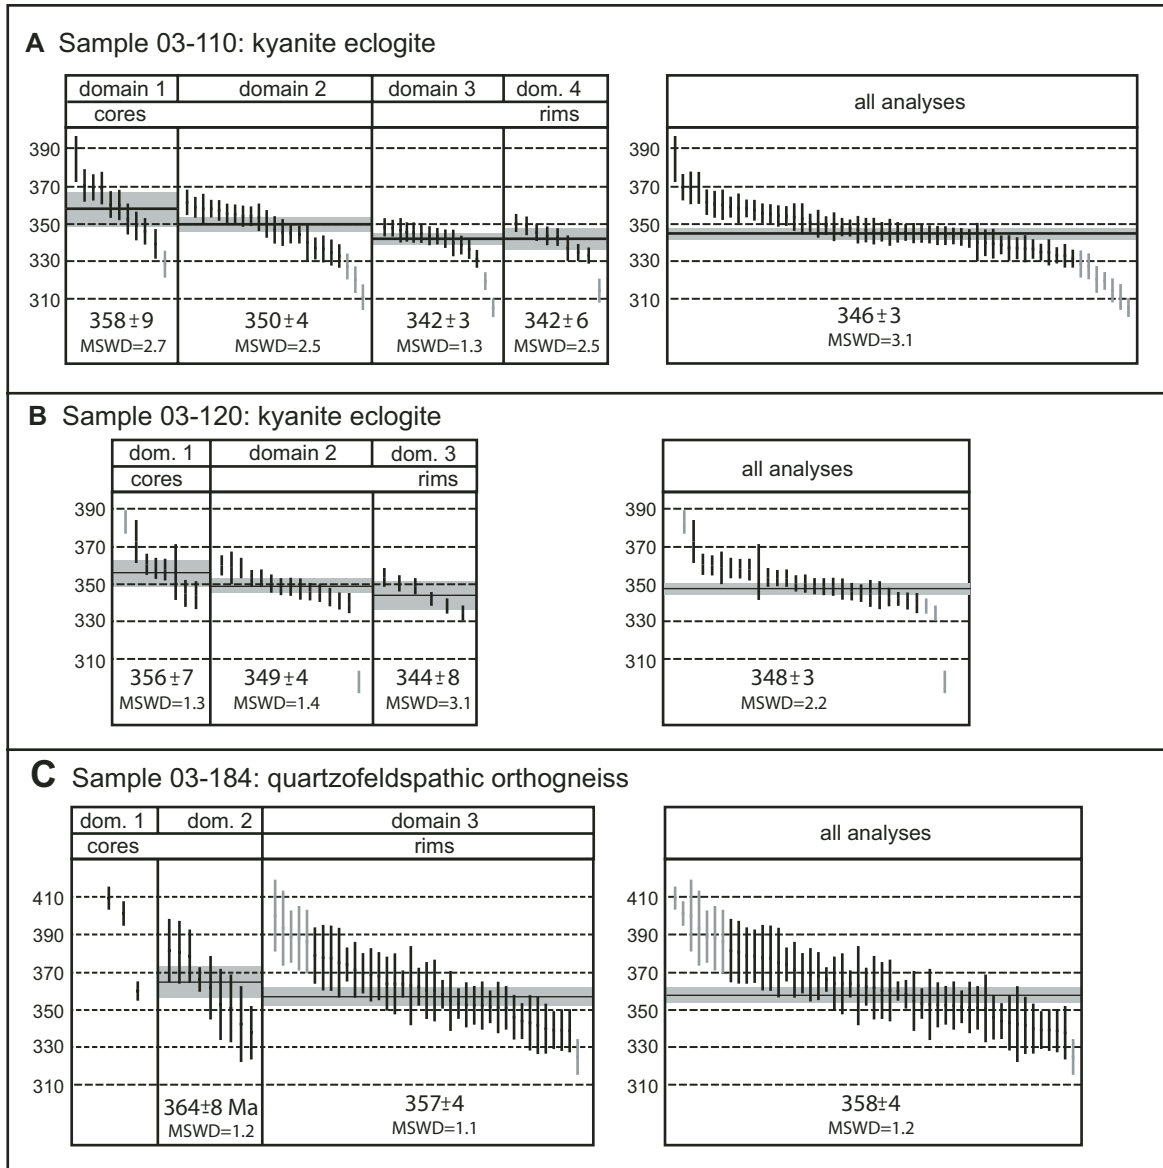 A Sample 03-110: kyanite eclogite
domain 1 domain 2 domain 3 dom. 4
cores rims
all analyses
390
370
350
330
310
358±9 350±4 342±3 342±6
MSWD=2.7 MSWD=2.5 MSWD=1.3 MSWD=2.5
390
370
350
330
310
346±3
MSWD=3.1
B Sample 03-120: kyanite eclogite
dom. 1 domain 2 dom. 3
cores rims
all analyses
390
370
350
330
310
356±7 349±4 344±8
MSWD=1.3 MSWD=1.4 MSWD=3.1
390
370
350
330
310
348±3
MSWD=2.2
C Sample 03-184: quartzofeldspathic orthogneiss
dom. 1 dom. 2 domain 3
cores rims
all analyses
410
390
370
350
330
310
364±8 Ma 357±4
MSWD=1.2 MSWD=1.1
410
390
370
350
330
310
358±4
MSWD=1.2